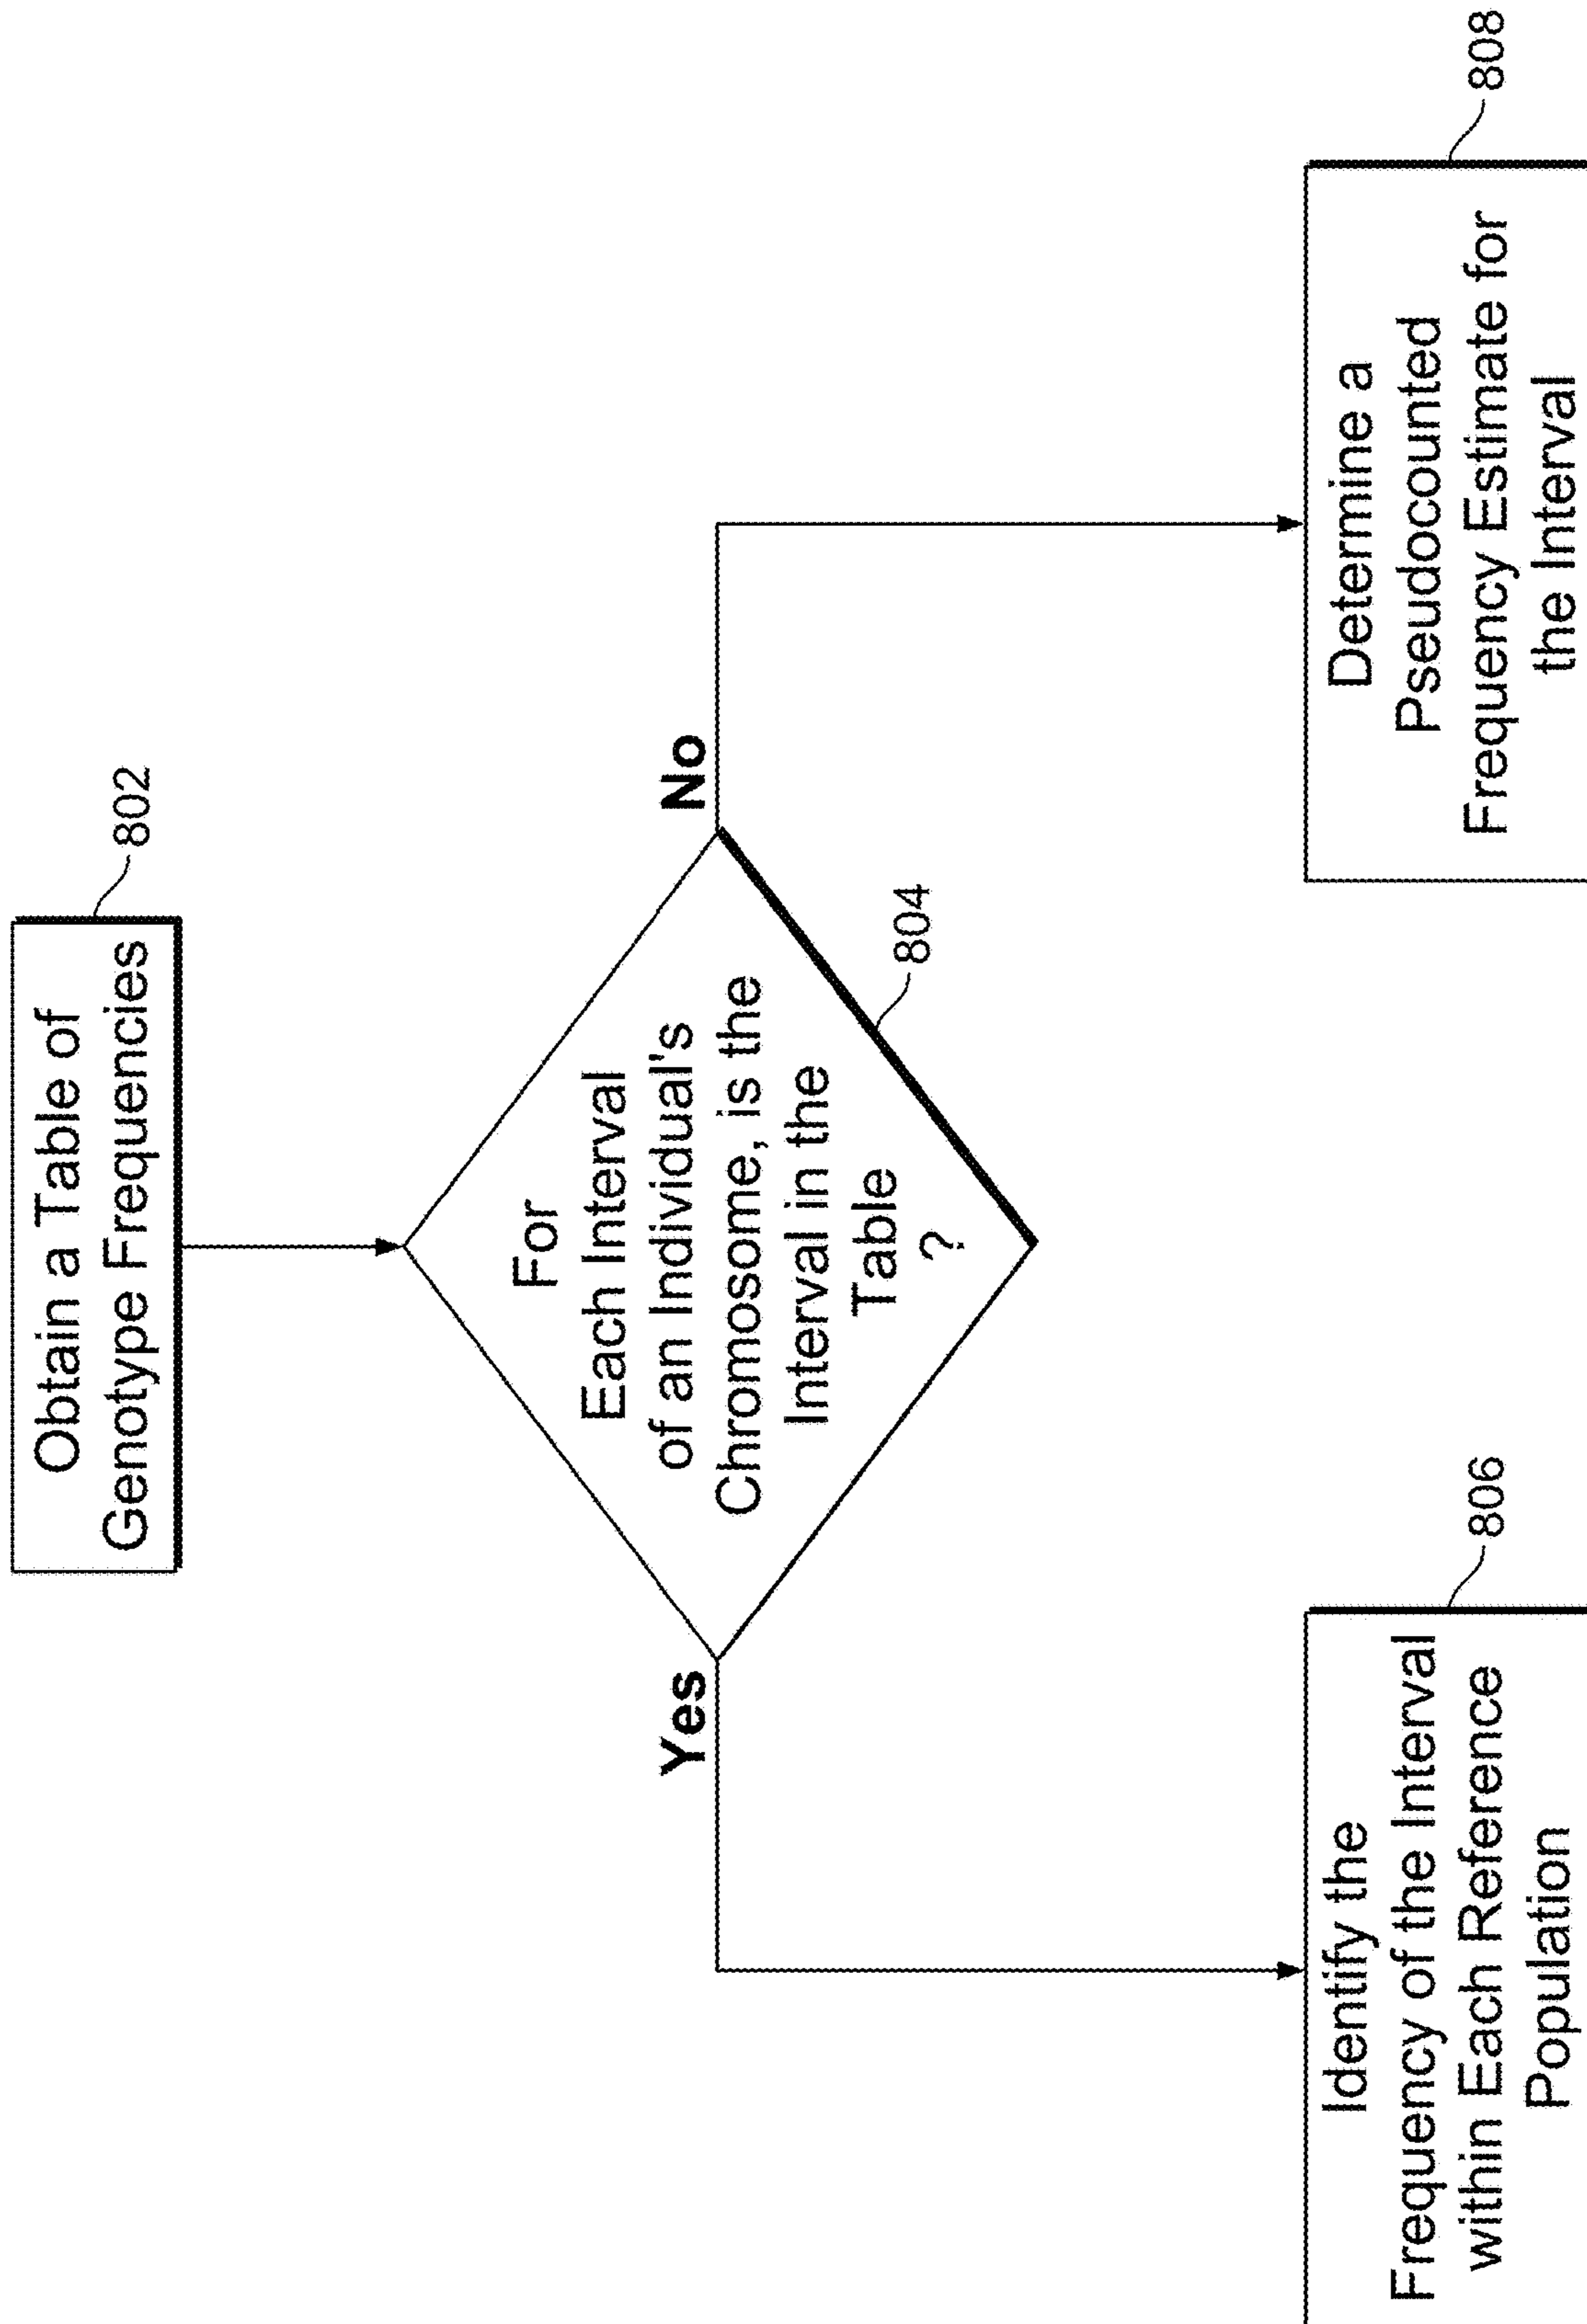 Obtain a Table of
Genotype Frequencies
802
For
Each Interval
of an Individual's
Chromosome, is the
Interval in the
Table
?
804
Yes
No
Identify the
Frequency of the Interval
within Each Reference
Population
806
Determine a
Pseudocounted
Frequency Estimate for
the Interval
808